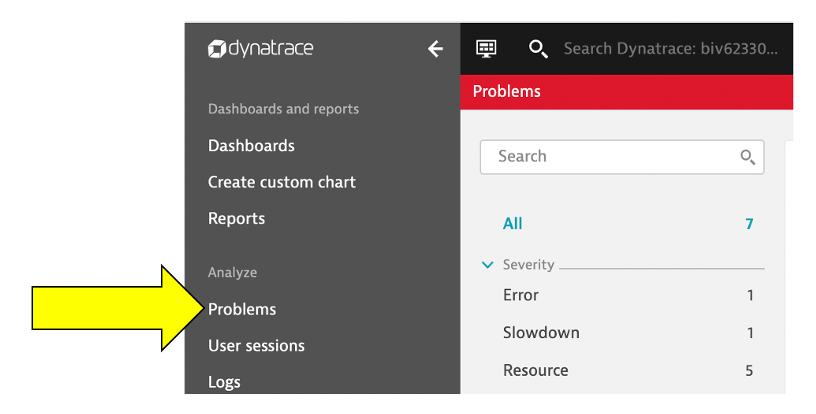 dynatrace
Dashboards and reports
Dashboards
Create custom chart
Reports
Analyze
Problems
User sessions
Logs
Search Dynatrace: biv62330...
Problems
Search
All 7
Severity
Error 1
Slowdown 1
Resource 5